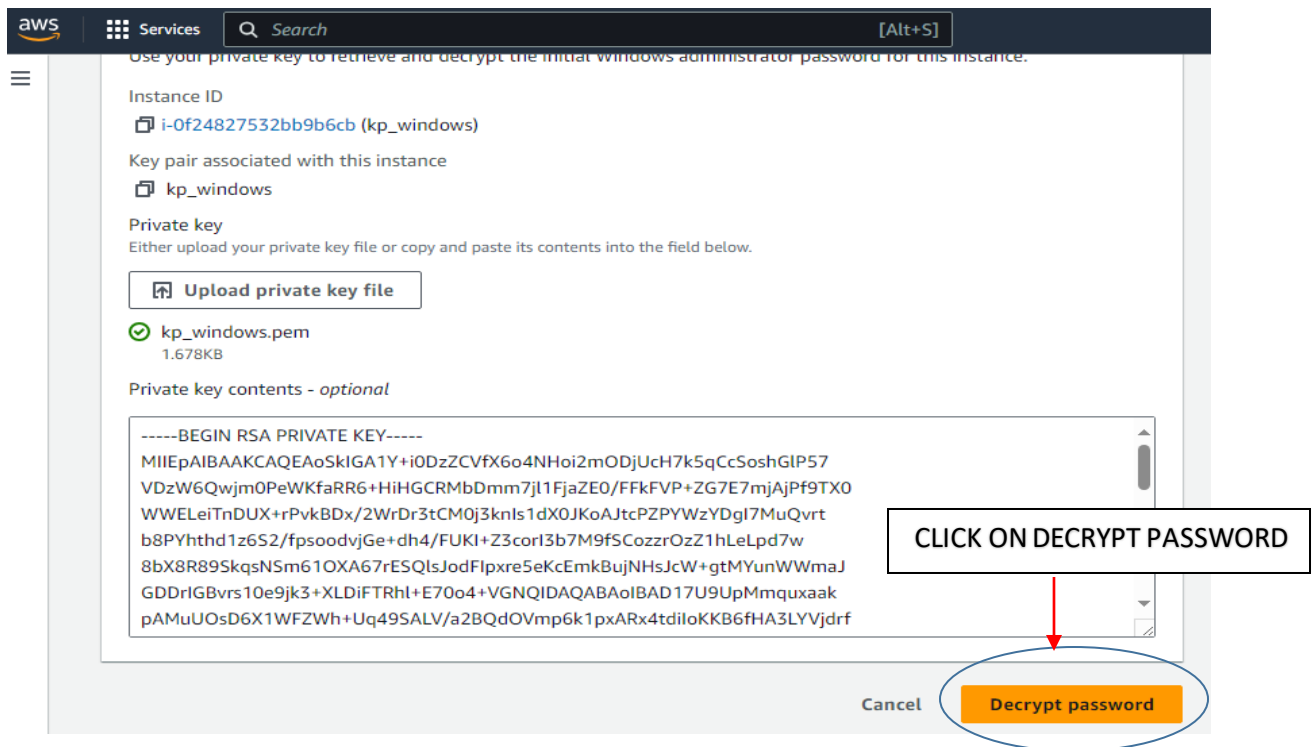 aws
Services
Search
[Alt+S]
Use your private key to retrieve and decrypt the initial Windows administrator password for this instance.
Instance ID
i-0f24827532bb9b6cb (kp_windows)
Key pair associated with this instance
kp_windows
Private key
Either upload your private key file or copy and paste its contents into the field below.
Upload private key file
kp_windows.pem
1.678KB
Private key contents - optional
-----BEGIN RSA PRIVATE KEY-----
MIIEpAIBAAKCAQEAoSkIGA1Y+i0DzZCVfX6o4NHoi2mODjUcH7k5qCcSoshGlP57
VDzW6Qwjm0PeWKfaRR6+HiHGCRMbDmm7jl1FjaZE0/FFkFVP+ZG7E7mjAjPf9TX0
WWELeiTnDUX+rPvkBDx/2WrDr3tCM0j3knIs1dX0JKoAJtcPZPYWzYDgI7MuQvrt
b8PYhthd1z6S2/fpsoodvjGe+dh4/FUKI+Z3corI3b7M9fSCozzrOzZ1hLeLpd7w
8bX8R89SkqsNSm61OXA67rESQlsJodFIpxre5eKcEmkBujNHsJcW+gtMYunWWmaJ
GDDrIGBvrs10e9jk3+XLDiFTRhl+E70o4+VGNQIDAQABAoIBAD17U9UpMmquxaak
pAMuUOsD6X1WFZWh+Uq49SALV/a2BQdOVmp6k1pxARx4tdiIoKKB6fHA3LYVjdrf
CLICK ON DECRYPT PASSWORD
Cancel
Decrypt password